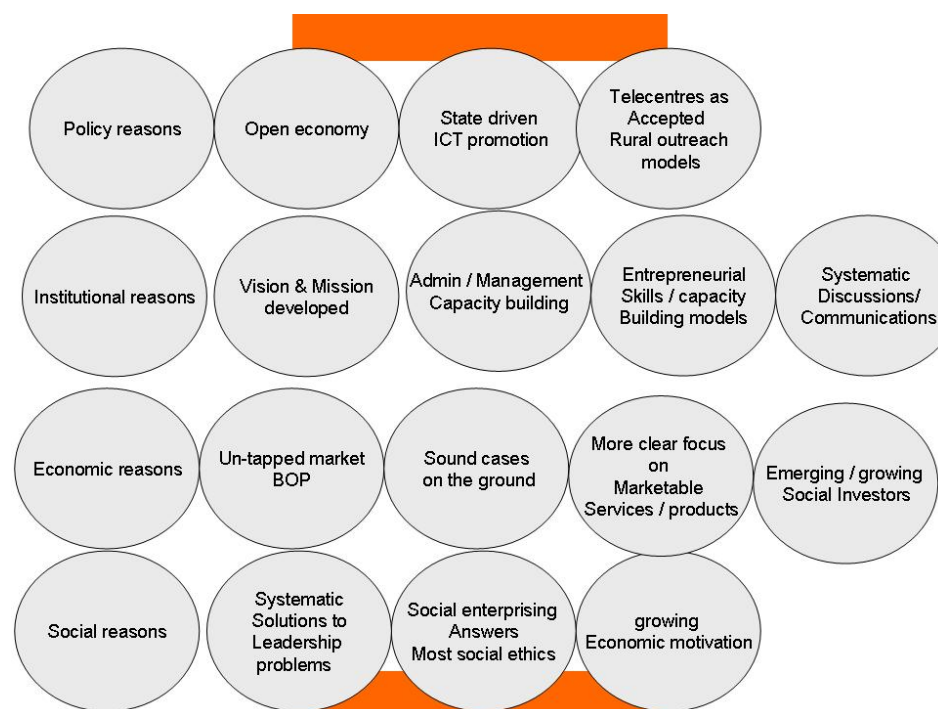 Policy reasons
Open economy
State driven
ICT promotion
Telecentres as
Accepted
Rural outreach
models
Institutional reasons
Vision & Mission
developed
Admin / Management
Capacity building
Entrepreneurial
Skills / capacity
Building models
Systematic
Discussions/
Communications
Economic reasons
Un-tapped market
BOP
Sound cases
on the ground
More clear focus
on
Marketable
Services / products
Emerging / growing
Social Investors
Social reasons
Systematic
Solutions to
Leadership
problems
Social enterprising
Answers
Most social ethics
growing
Economic motivation